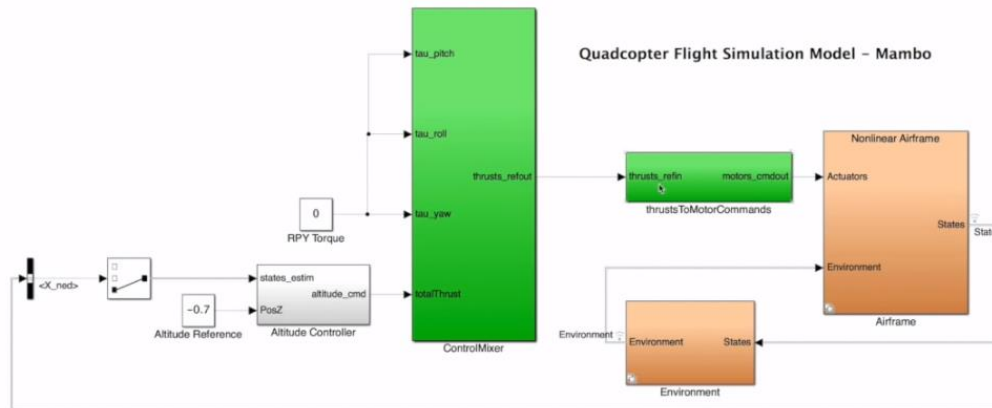 Quadcopter Flight Simulation Model - Mambo
tau_pitch
tau_roll
thrusts_refout
tau_yaw
totalThrust
ControlMixer
0
RPY Torque
<X_ned>
-0.7
Altitude Reference
states_estim
altitude_cmd
PosZ
Altitude Controller
thrusts_refin
motors_cmdout
thrustsToMotorCommands
Nonlinear Airframe
Actuators
States
Environment
Airframe
Environment
Environment
States
Environment